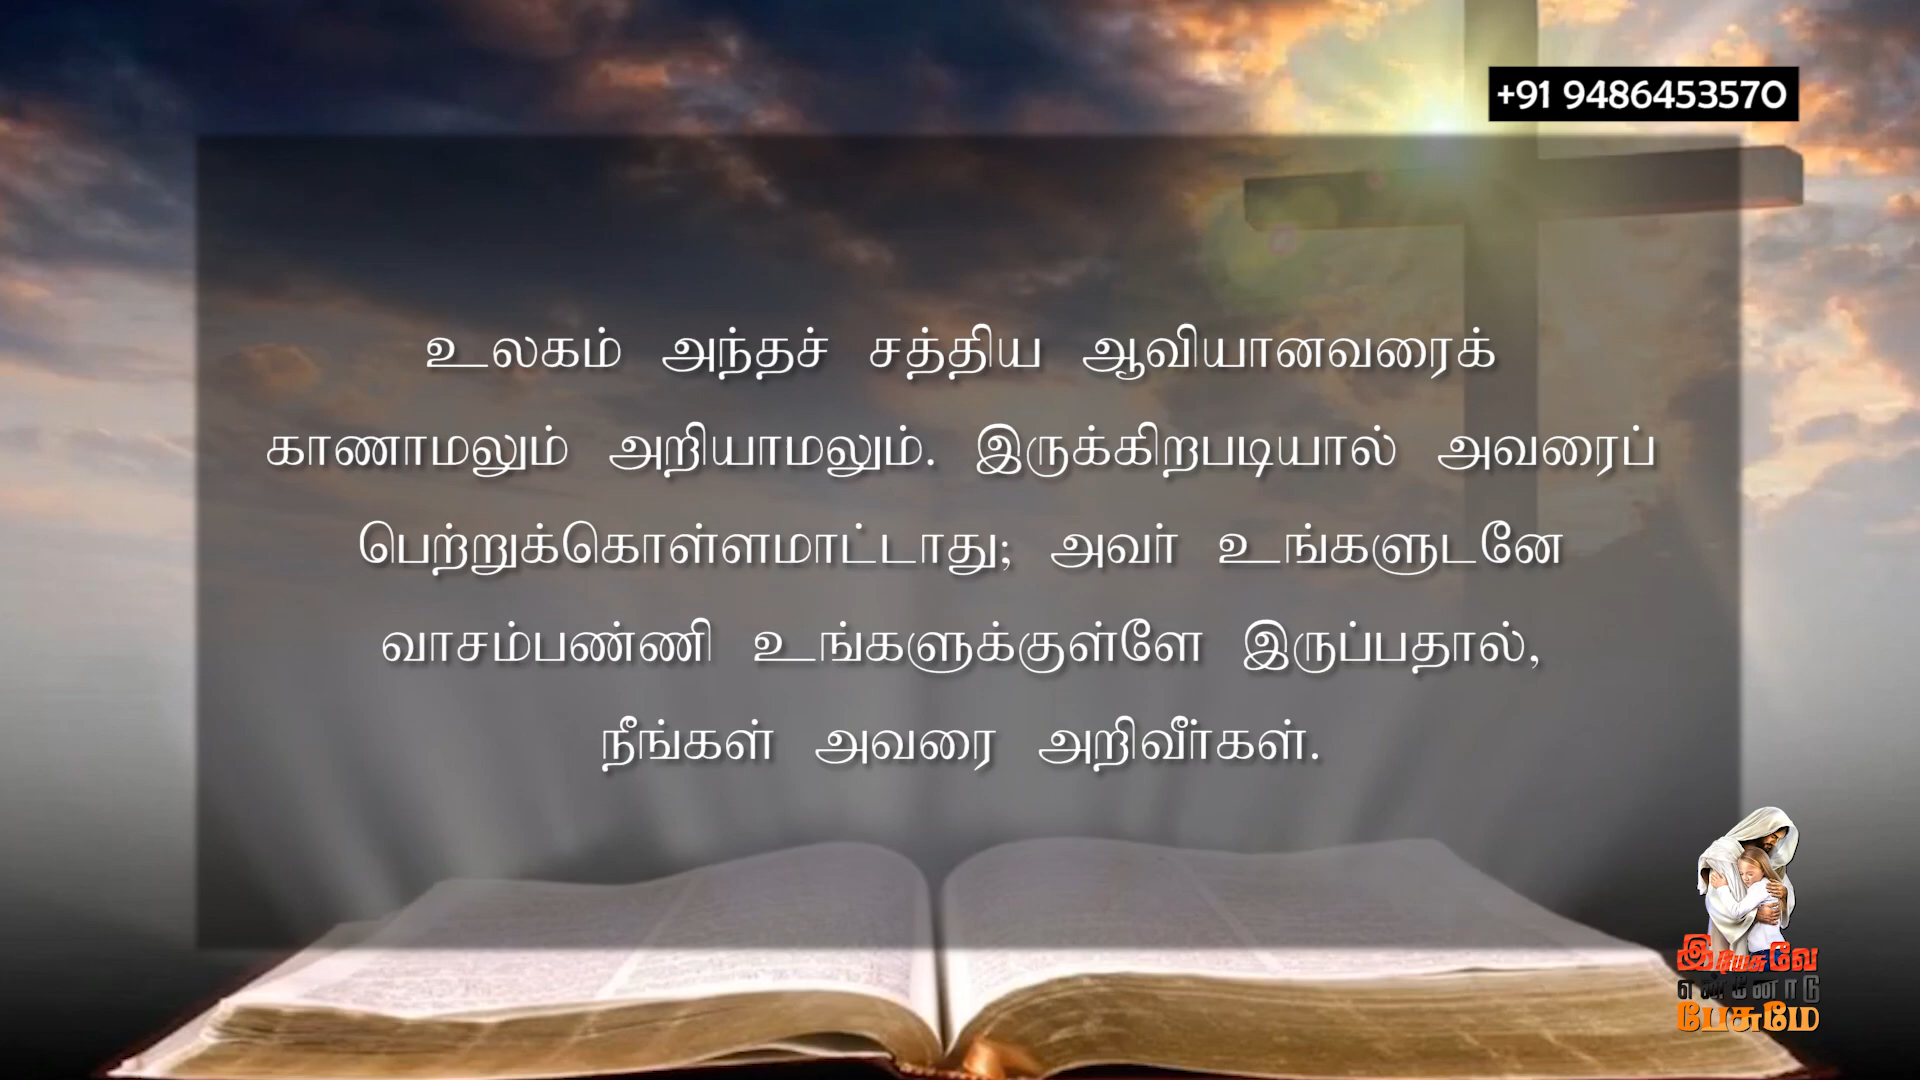 +91 9486453570
உலகம் அந்தச் சத்திய ஆவியானவரைக்
காணாமலும் அறியாமலும். இருக்கிறபடியால் அவரைப்
பெற்றுக்கொள்ளமாட்டாது; அவர் உங்களுடனே
வாசம்பண்ணி உங்களுக்குள்ளே இருப்பதால்,
நீங்கள் அவரை அறிவீர்கள்.
இயேசுவே
என்னோடு
பேசுமே